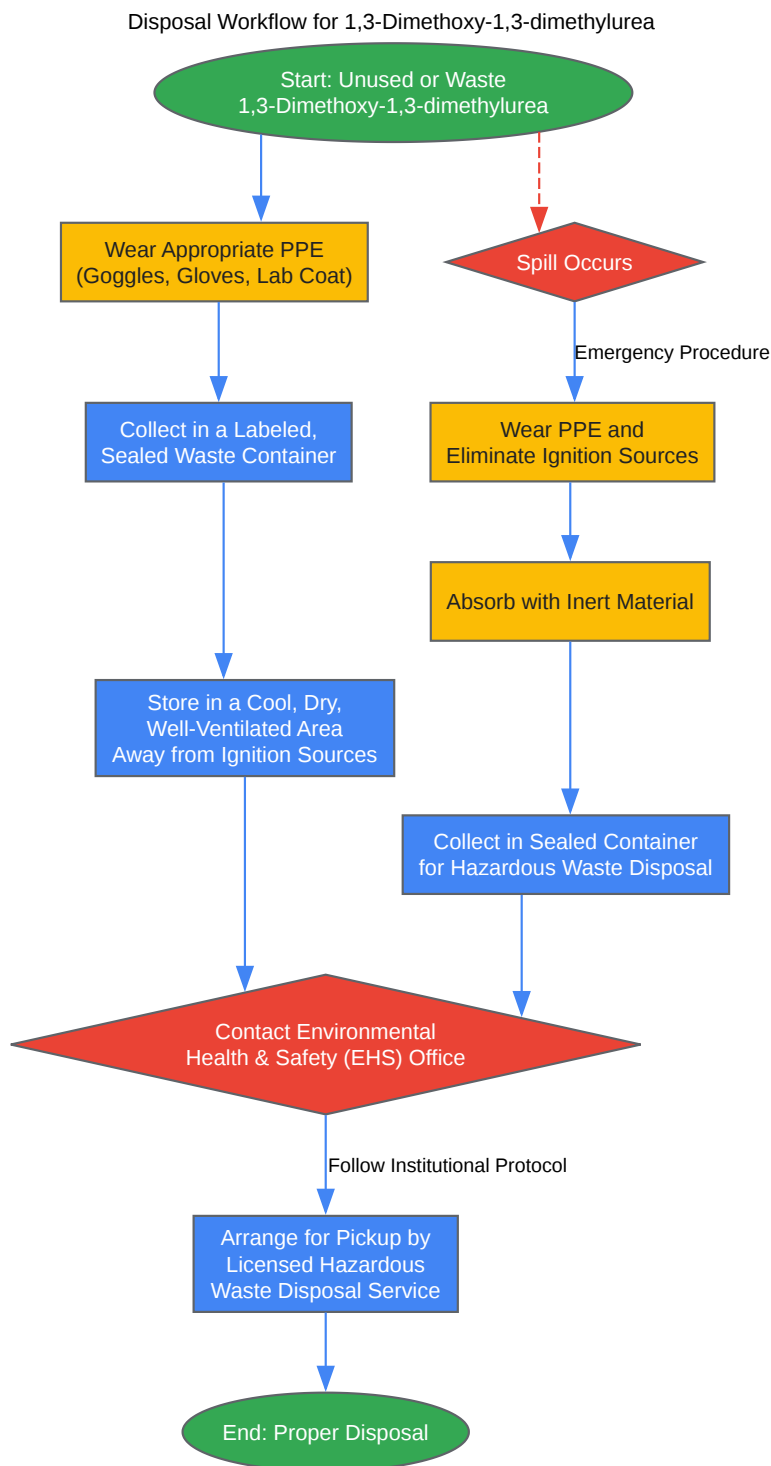 Disposal Workflow for 1,3-Dimethoxy-1,3-dimethylurea
Start: Unused or Waste
1,3-Dimethoxy-1,3-dimethylurea
Wear Appropriate PPE
(Goggles, Gloves, Lab Coat)
Spill Occurs
Emergency Procedure
Collect in a Labeled,
Sealed Waste Container
Wear PPE and
Eliminate Ignition Sources
Absorb with Inert Material
Store in a Cool, Dry,
Well-Ventilated Area
Away from Ignition Sources
Collect in Sealed Container
for Hazardous Waste Disposal
Contact Environmental
Health & Safety (EHS) Office
Follow Institutional Protocol
Arrange for Pickup by
Licensed Hazardous
Waste Disposal Service
End: Proper Disposal